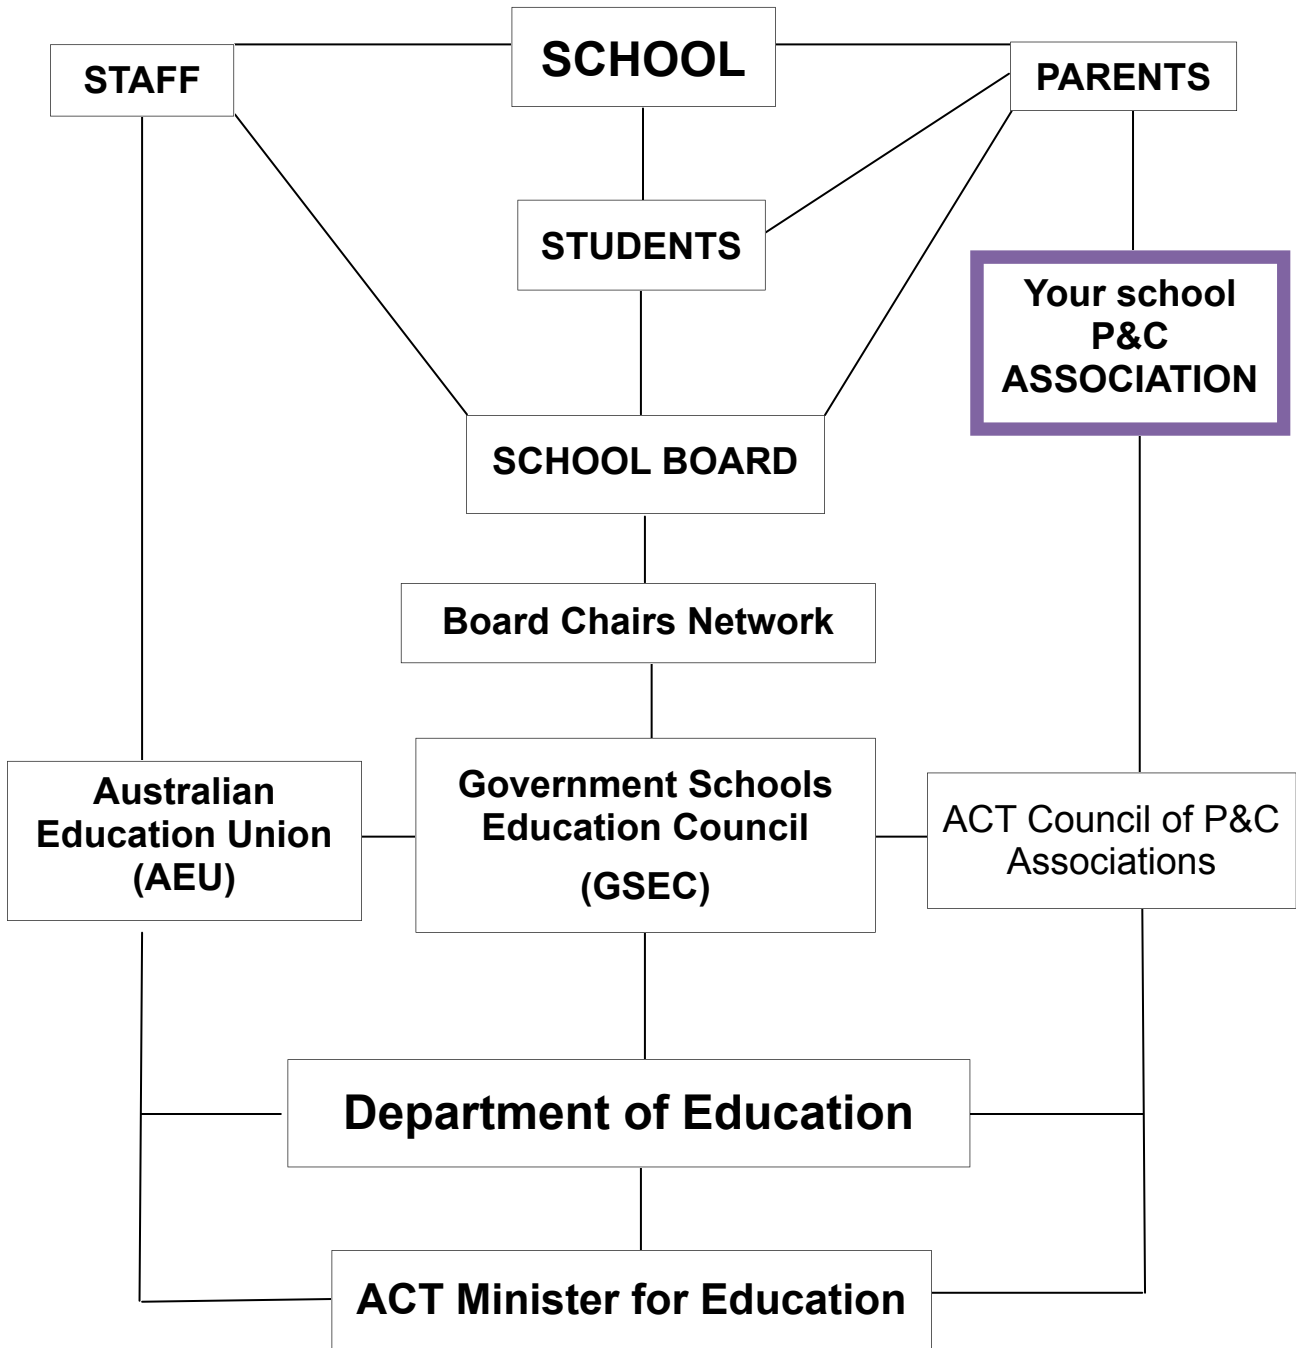 SCHOOL
STAFF
PARENTS
STUDENTS
Your school
P&C
ASSOCIATION
SCHOOL BOARD
Board Chairs Network
Australian
Education Union
(AEU)
Government Schools
Education Council
(GSEC)
ACT Council of P&C
Associations
Department of Education
ACT Minister for Education